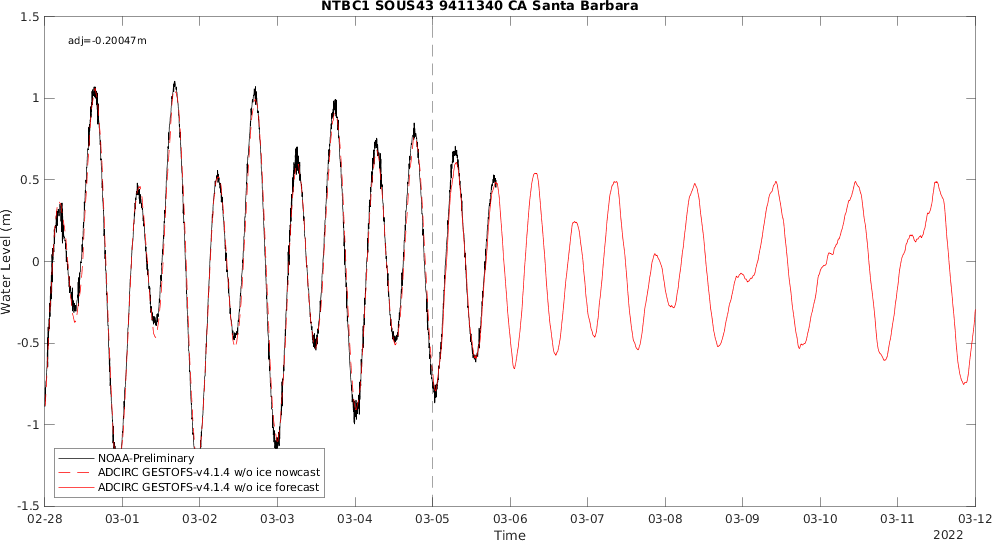 NTBC1 SOUS43 9411340 CA Santa Barbara
adj=-0.20047m
1.5
1
0.5
0
-0.5
-1
-1.5
Water Level (m)
NOAA-Preliminary
ADCIRC GESTOFS-v4.1.4 w/o ice nowcast
ADCIRC GESTOFS-v4.1.4 w/o ice forecast
02-28 03-01 03-02 03-03 03-04 03-05 03-06 03-07 03-08 03-09 03-10 03-11 03-12
Time
2022